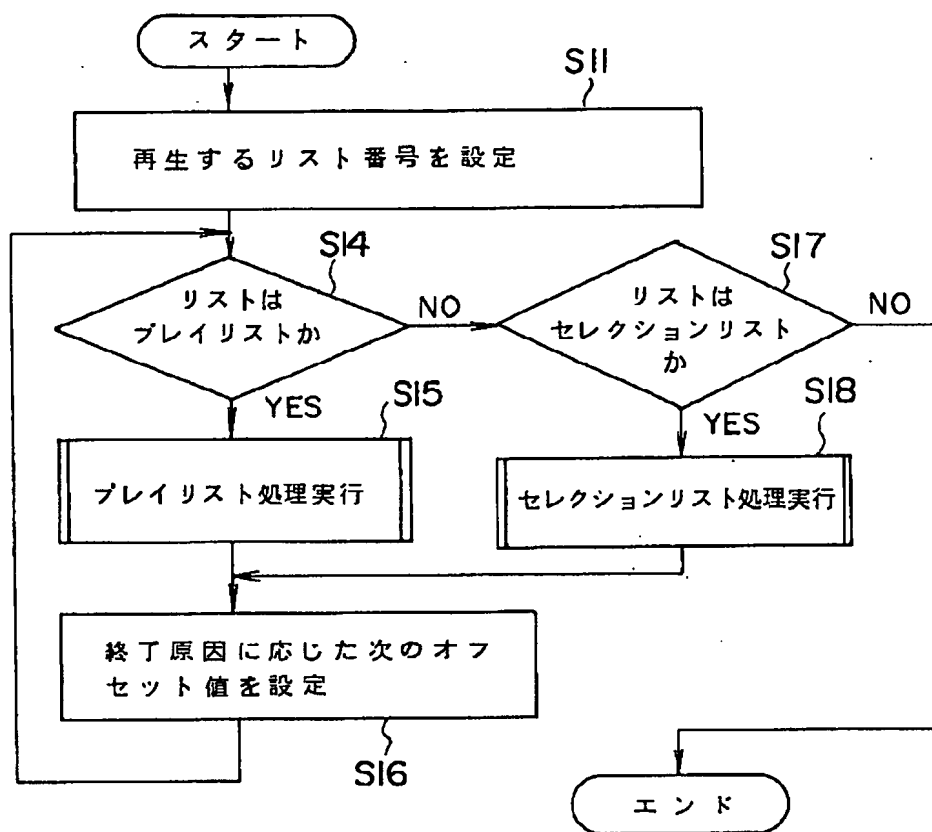 スタート
S11
再生するリスト番号を設定
S14
リストは
プレイリストか
NO
YES
S17
リストは
セレクションリスト
か
NO
YES
S15
プレイリスト処理実行
S18
セレクションリスト処理実行
終了原因に応じた次のオフ
セット値を設定
S16
エンド